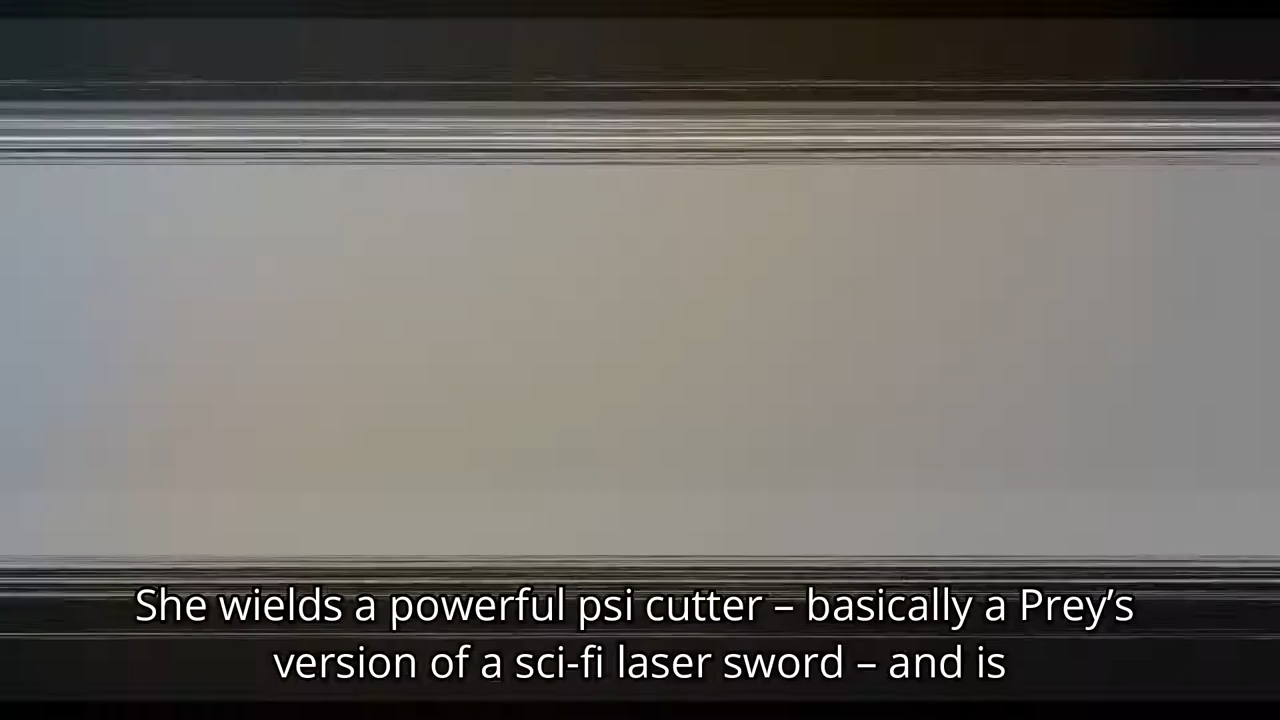 She wields a powerful psi cutter – basically a Prey’s
version of a sci-fi laser sword – and is